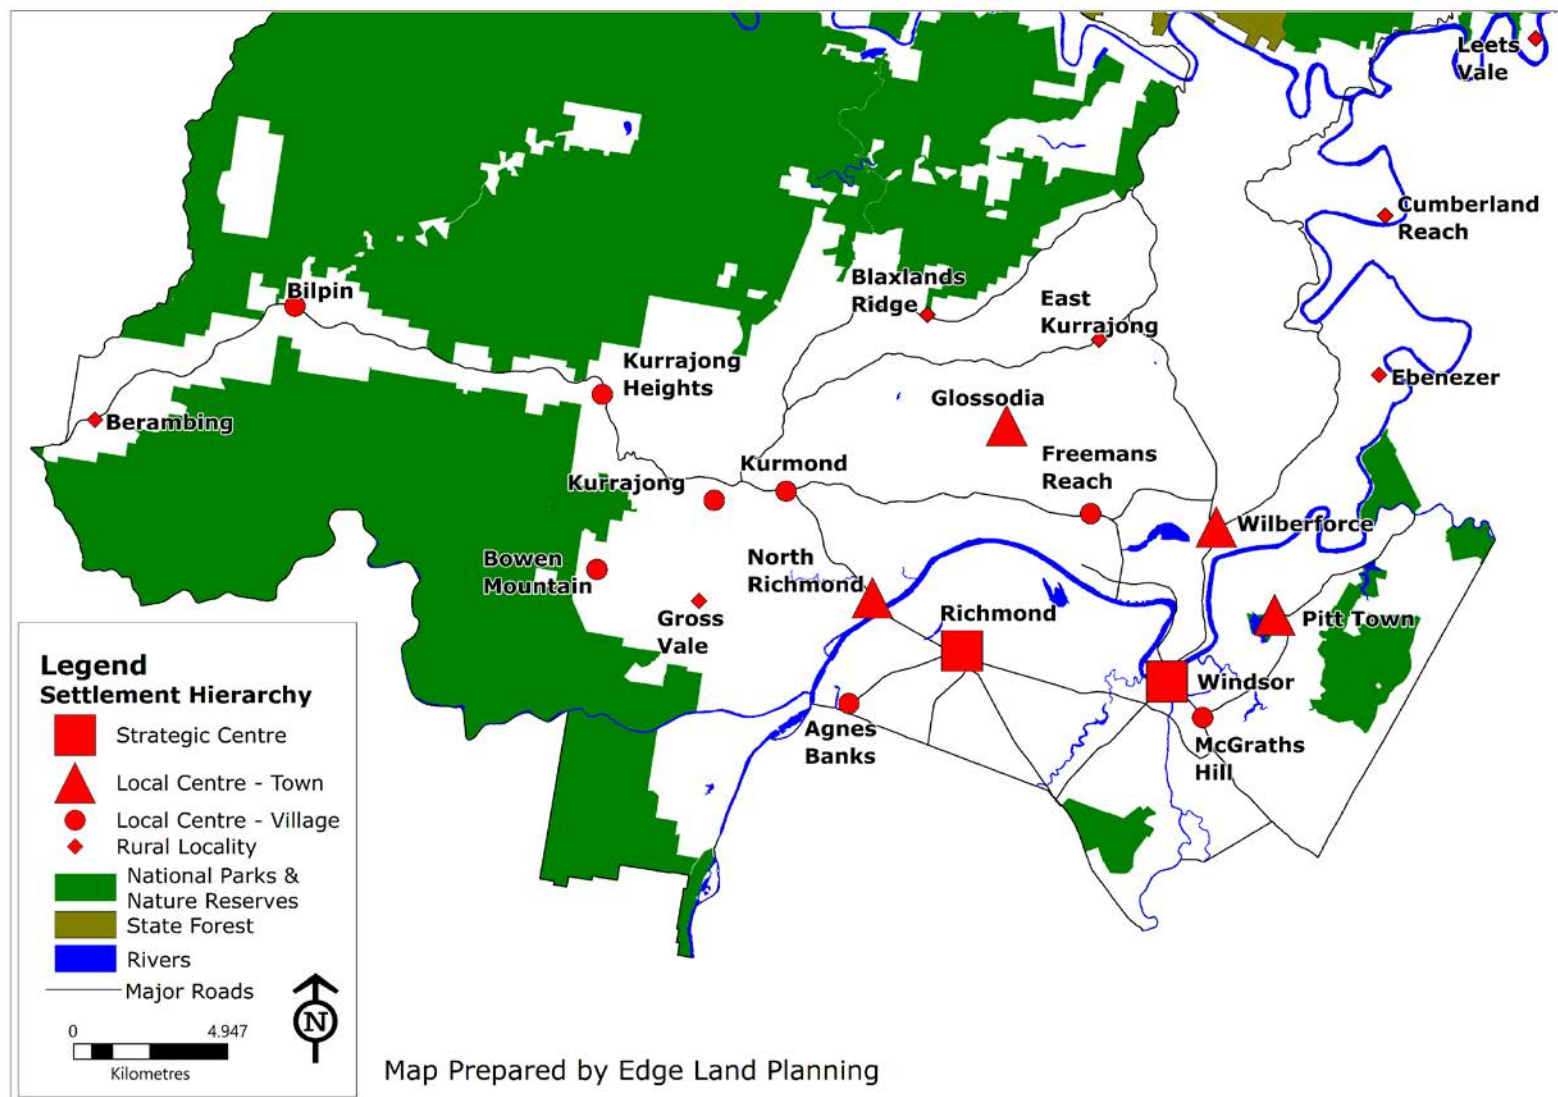 Leets
Vale
Cumberland
Reach
Bilpin
Blaxlands
Ridge
East
Kurrajong
Kurrajong
Heights
Ebenezer
Glossodia
Berambing
Freemans
Reach
Kurmond
Kurrajong
Wilberforce
Bowen
Mountain
North
Richmond
Gross
Vale
Richmond
Pitt Town
Windsor
Agnes
Banks
McGraths
Hill
Legend
Settlement Hierarchy
Strategic Centre
Local Centre - Town
Local Centre - Village
Rural Locality
National Parks &
Nature Reserves
State Forest
Rivers
Major Roads
N
0 4.947
Kilometres
Map Prepared by Edge Land Planning